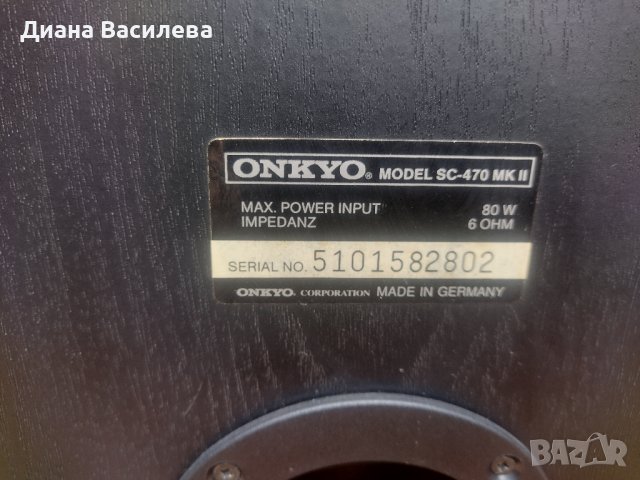 Диана Василева
ONKYO® MODEL SC-470 MK II
MAX. POWER INPUT 80 W
IMPEDANZ 6 OHM
SERIAL NO. 5101582802
ONKYO CORPORATION MADE IN GERMANY
BAZAR